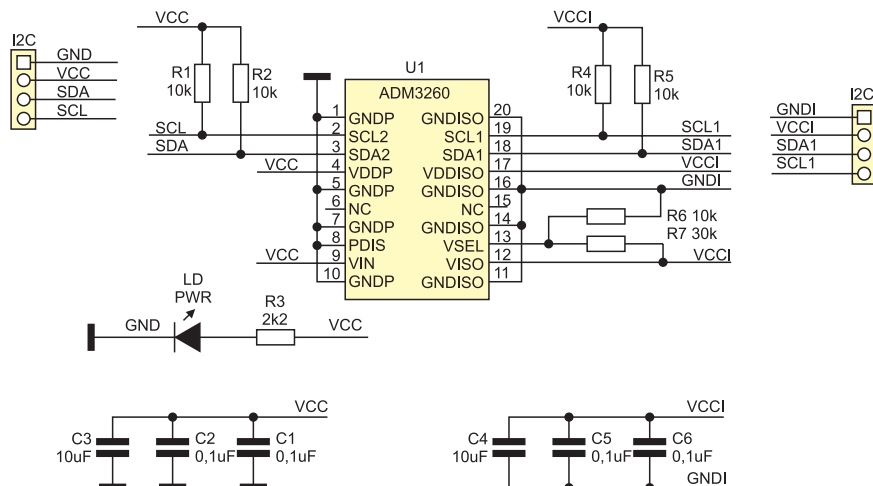 VCC
VCCI
I2C
GND
VCC
SDA
SCL
R1
10k
R2
10k
U1
ADM3260
R4
10k
R5
10k
I2C
GNDI
VCCI
SDA1
SCL1
SCL
SDA
VCC
VCC
1
2
3
4
5
6
7
8
9
10
GNDP
SCL2
SDA2
VDDP
GNDP
NC
GNDP
PDIS
VIN
GNDP
GNDISO
SCL1
SDA1
VDDISO
GNDISO
NC
GNDISO
VSEL
VISO
GNDISO
20
19
18
17
16
15
14
13
12
11
SCL1
SDA1
VCCI
GNDI
R6 10k
R7 30k
VCCI
LD
PWR
GND
R3
2k2
VCC
VCC
C3
10uF
C2
0,1uF
C1
0,1uF
VCCI
C4
10uF
C5
0,1uF
C6
0,1uF
GNDI